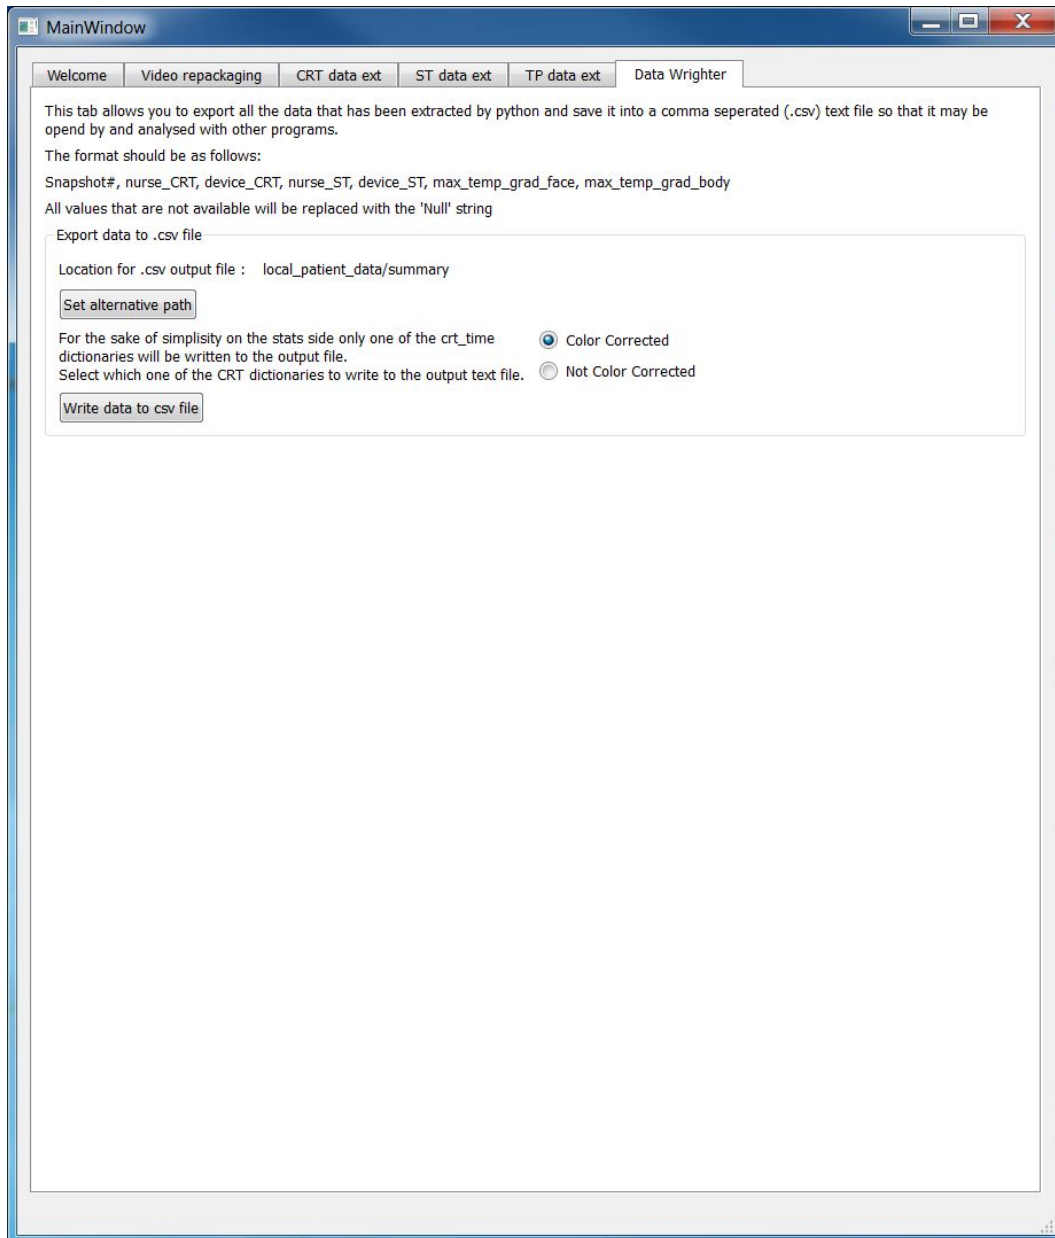 MainWindow
Welcome
Video repackaging
CRT data ext
ST data ext
TP data ext
Data Wrighter
This tab allows you to export all the data that has been extracted by python and save it into a comma seperated (.csv) text file so that it may be
opend by and analysed with other programs.
The format should be as follows:
Snapshot#, nurse_CRT, device_CRT, nurse_ST, device_ST, max_temp_grad_face, max_temp_grad_body
All values that are not available will be replaced with the 'Null' string
Export data to .csv file
Location for .csv output file : local_patient_data/summary
Set alternative path
For the sake of simplisity on the stats side only one of the crt_time
dictionaries will be written to the output file.
Select which one of the CRT dictionaries to write to the output text file.
Color Corrected
Not Color Corrected
Write data to csv file